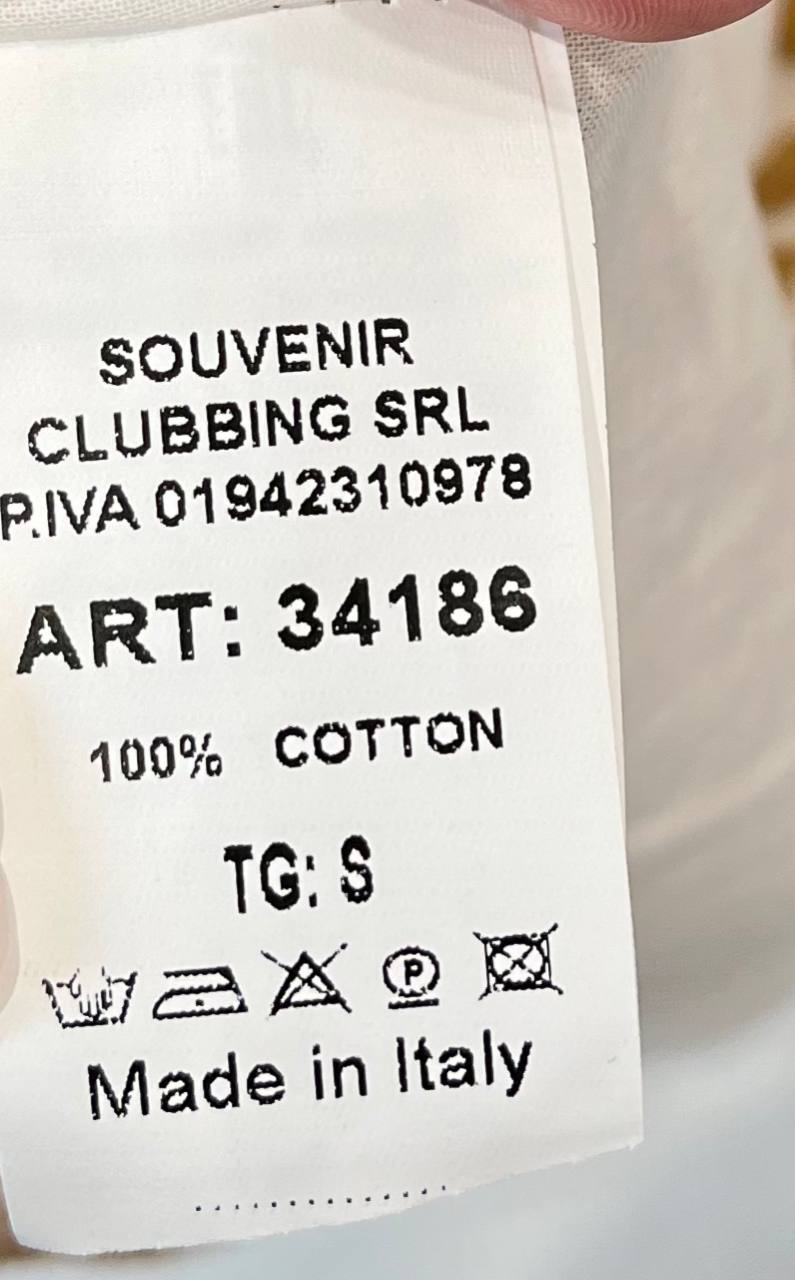 SOUVENIR
CLUBBING SRL
P.IVA 01942310978
ART: 34186
100% COTTON
TG: S
P
Made in Italy